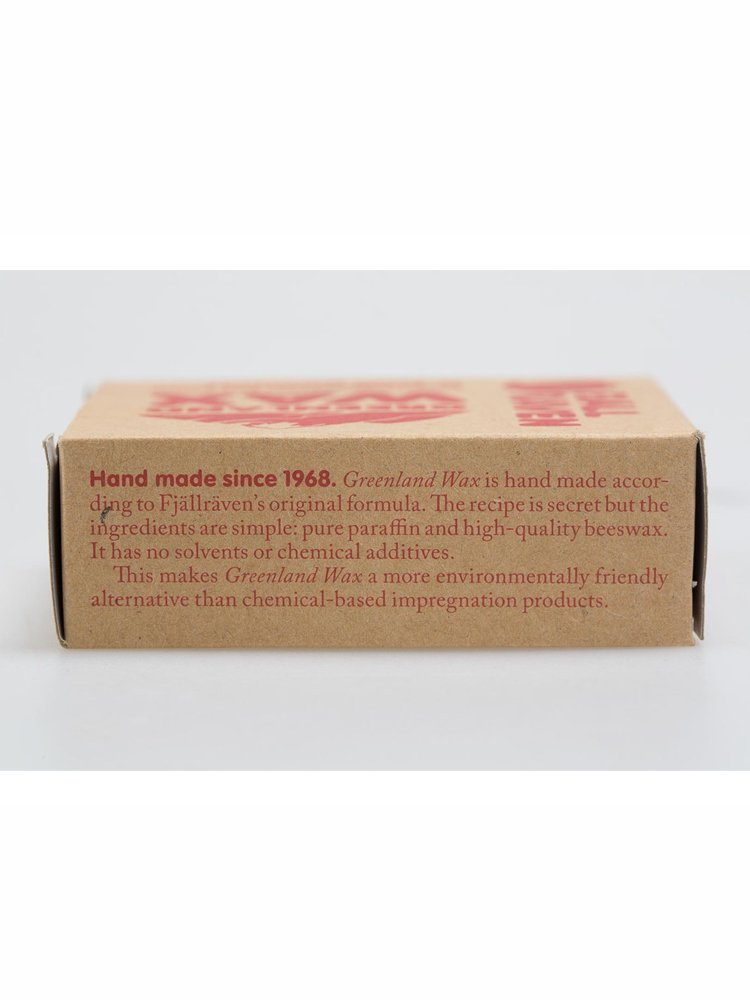 Hand made since 1968. Greenland Wax is hand made accor-
ding to Fjällräven's original formula. The recipe is secret but the
ingredients are simple: pure paraffin and high-quality beeswax.
It has no solvents or chemical additives.
This makes Greenland Wax a more environmentally friendly
alternative than chemical-based impregnation products.